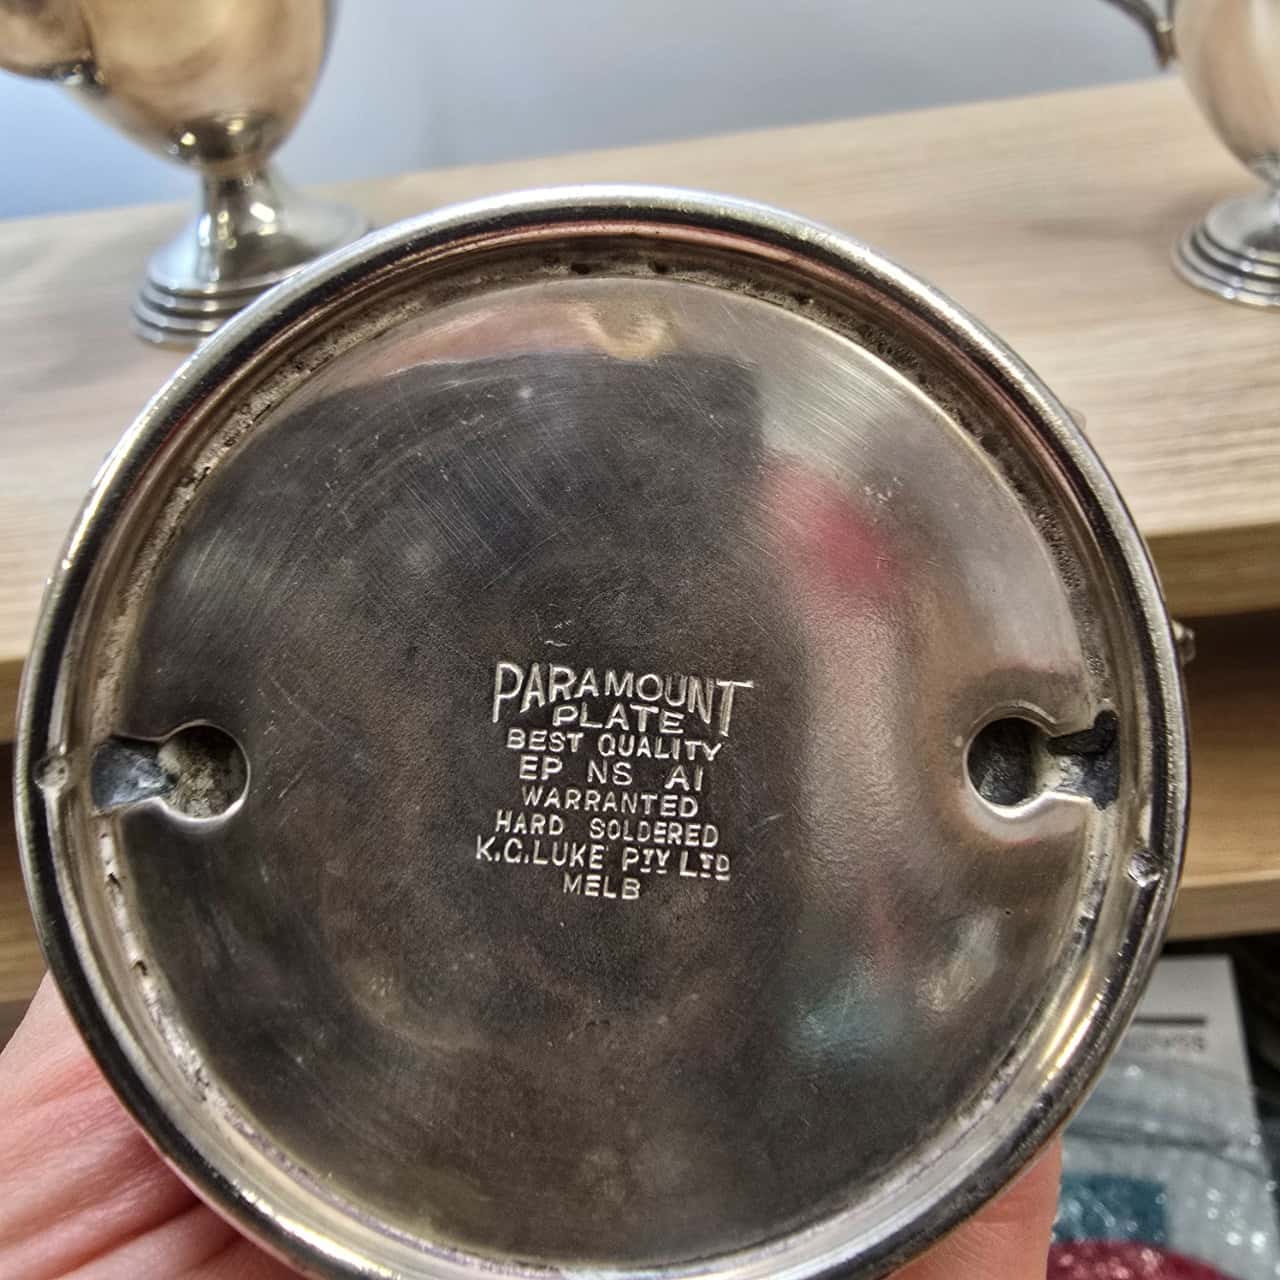 PARAMOUNT
PLATE
BEST QUALITY
EP NS A1
WARRANTED
HARD SOLDERED
K.G.LUKE PTY LTD
MELB